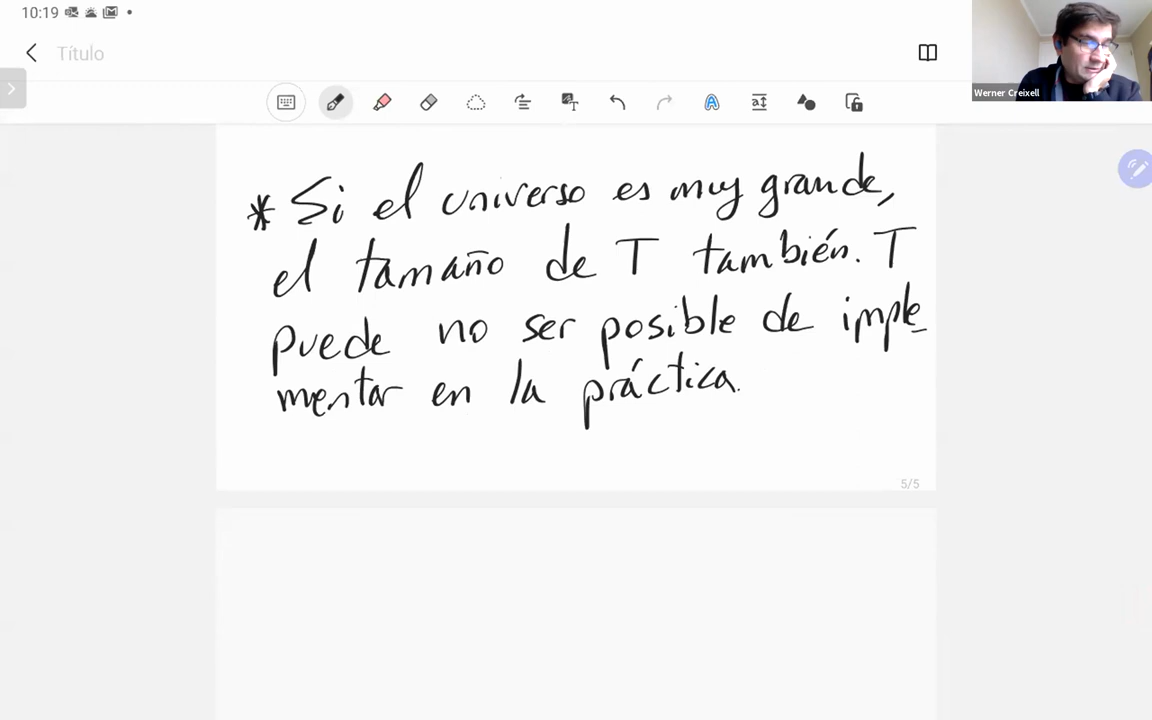 10:19
Título
Werner Creixell
* Si el universo es muy grande,
el tamaño de T también. T
puede no ser posible de imple_
mentar en la práctica.
5/5